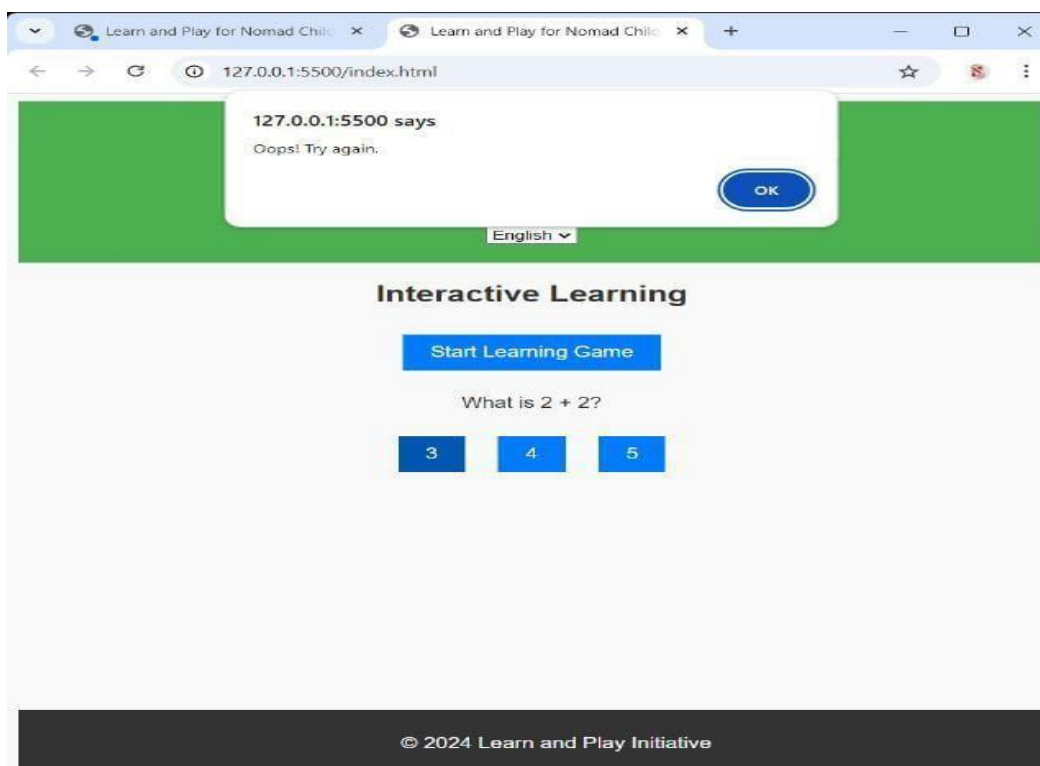 Learn and Play for Nomad Chil
Learn and Play for Nomad Chil
127.0.0.1:5500/index.html
127.0.0.1:5500 says
Oops! Try again.
OK
English
Interactive Learning
Start Learning Game
What is 2 + 2?
3 4 5
© 2024 Learn and Play Initiative